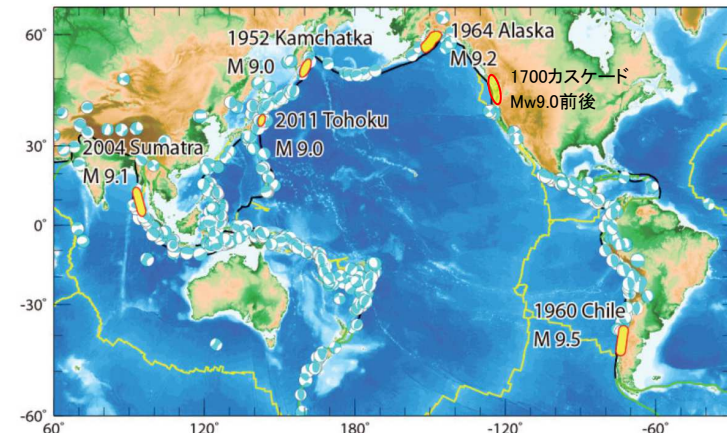 60°
30°
0°
-30°
-60°
1952 Kamchatka
M 9.0
1964 Alaska
M 9.2
1700カスケード
Mw9.0前後
2011 Tohoku
M 9.0
2004 Sumatra
M 9.1
1960 Chile
M 9.5
60°
120°
180°
-120°
-60°